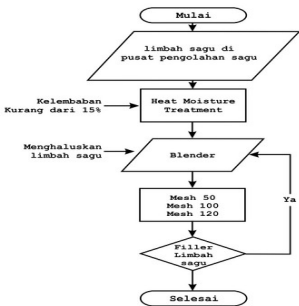 Mulai
limbah sagu di
pusat pengolahan sagu
Kelembaban
Kurang dari 15%
Heat Moisture
Treatment
Menghaluskan
limbah sagu
Blender
Ya
Mesh 50
Mesh 100
Mesh 120
Filler
Limbah
sagu
Selesai